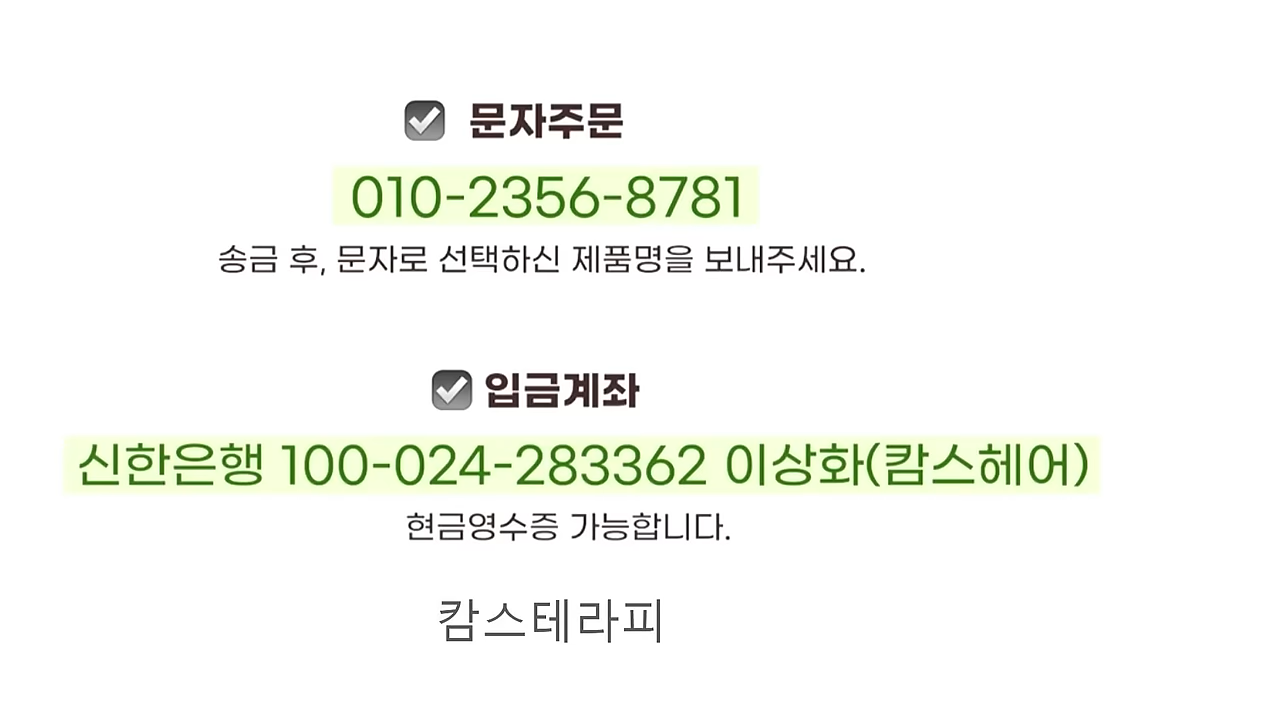 문자주문
010-2356-8781
송금 후, 문자로 선택하신 제품명을 보내주세요.
입금계좌
신한은행 100-024-283362 이상화(캄스헤어)
현금영수증 가능합니다.
캄스테라피